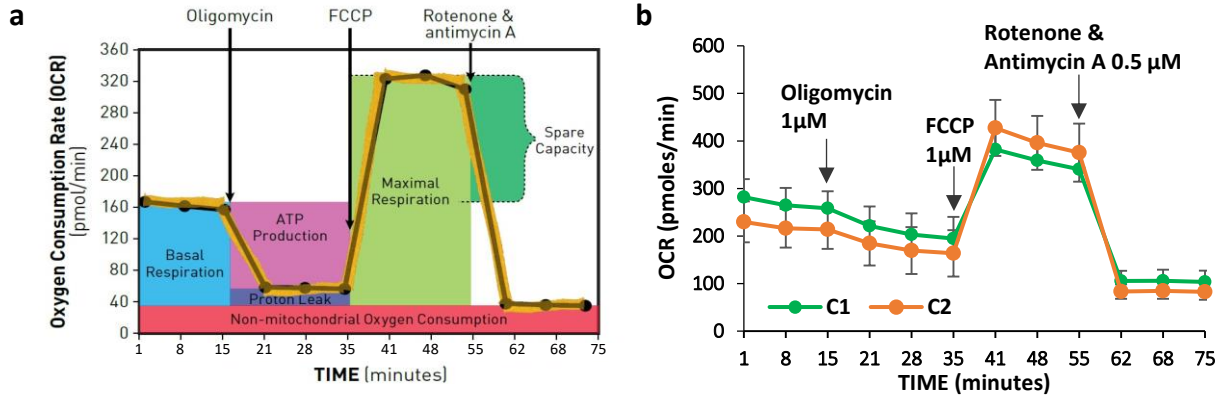 a
Oligomycin
FCCP
Rotenone &
antimycin A
Oxygen Consumption Rate (OCR)
(pmol/min)
360
320
280
240
200
160
120
80
40
0
Basal
Respiration
ATP
Production
Proton Leak
Maximal
Respiration
Spare
Capacity
Non-mitochondrial Oxygen Consumption
1 8 15 21 28 35 41 48 55 62 68 75
TIME (minutes)
b
OCR (pmoles/min)
600
500
400
300
200
100
0
Oligomycin
1µM
FCCP
1µM
Rotenone &
Antimycin A 0.5 µM
C1 C2
1 8 15 21 28 35 41 48 55 62 68 75
TIME (minutes)